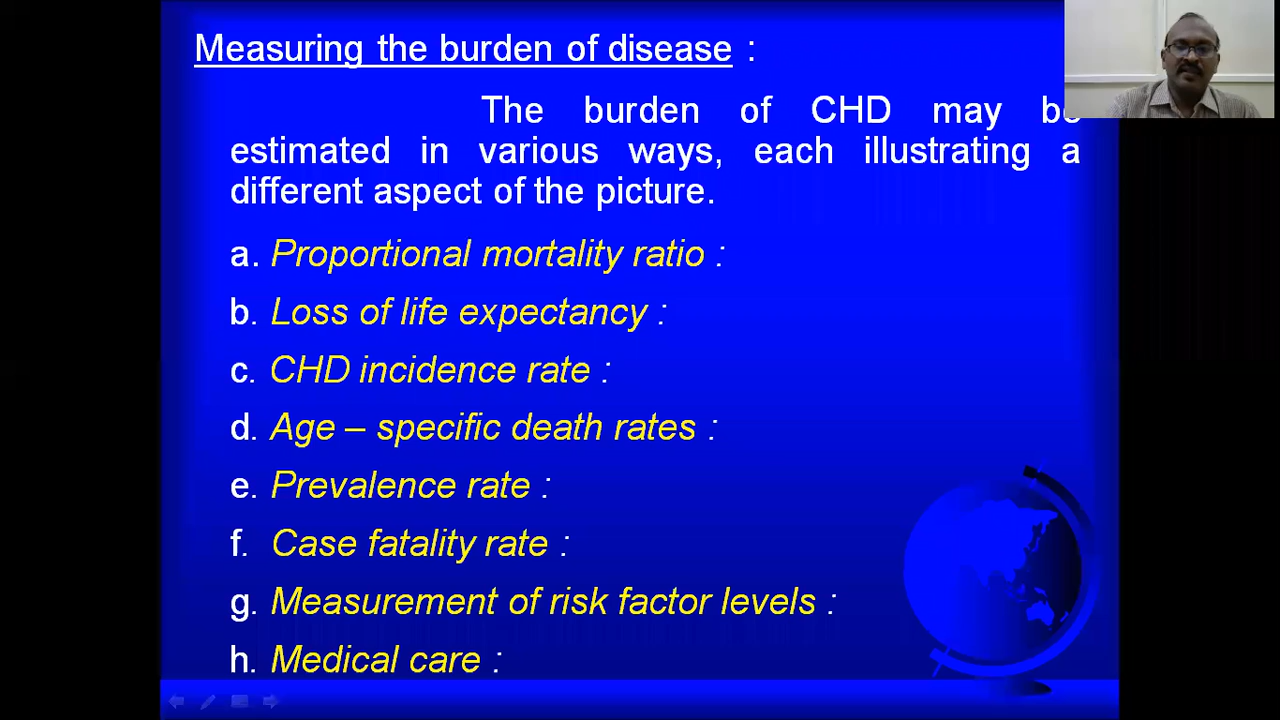 Measuring the burden of disease :
The burden of CHD may be
estimated in various ways, each illustrating a
different aspect of the picture.
a. Proportional mortality ratio :
b. Loss of life expectancy :
c. CHD incidence rate :
d. Age – specific death rates :
e. Prevalence rate :
f. Case fatality rate :
g. Measurement of risk factor levels :
h. Medical care :